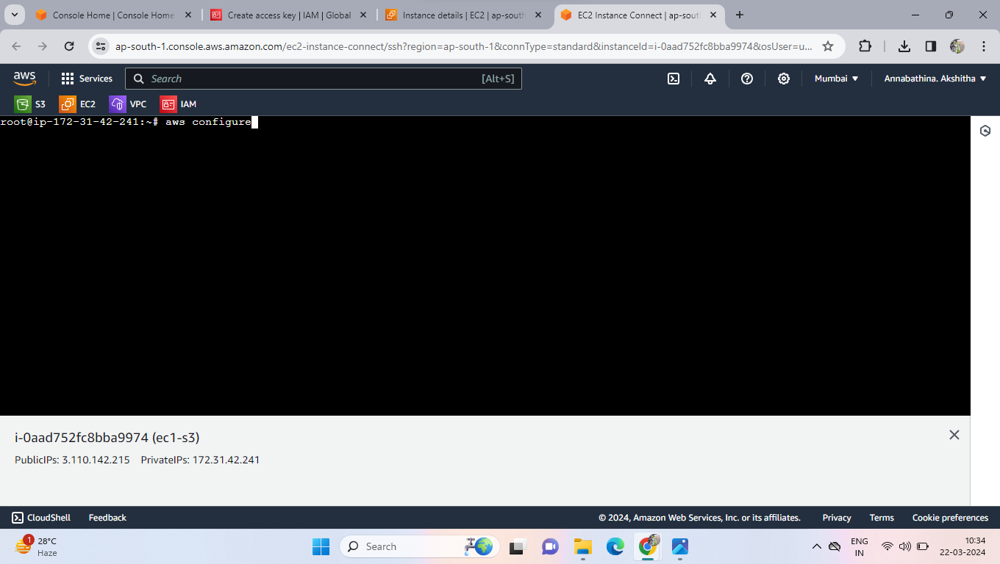 Console Home | Console Home
Create access key | IAM | Global
Instance details | EC2 | ap-south
EC2 Instance Connect | ap-sout
ap-south-1.console.aws.amazon.com/ec2-instance-connect/ssh?region=ap-south-1&connType=standard&instanceId=i-0aad752fc8bba9974&osUser=u...
aws
Services
Search
[Alt+S]
Mumbai
Annabathina. Akshitha
S3
EC2
VPC
IAM
root@ip-172-31-42-241:~# aws configure
i-0aad752fc8bba9974 (ec1-s3)
PublicIPs: 3.110.142.215 PrivateIPs: 172.31.42.241
CloudShell
Feedback
© 2024, Amazon Web Services, Inc. or its affiliates.
Privacy
Terms
Cookie preferences
1
28°C
Haze
Search
ENG
IN
10:34
22-03-2024